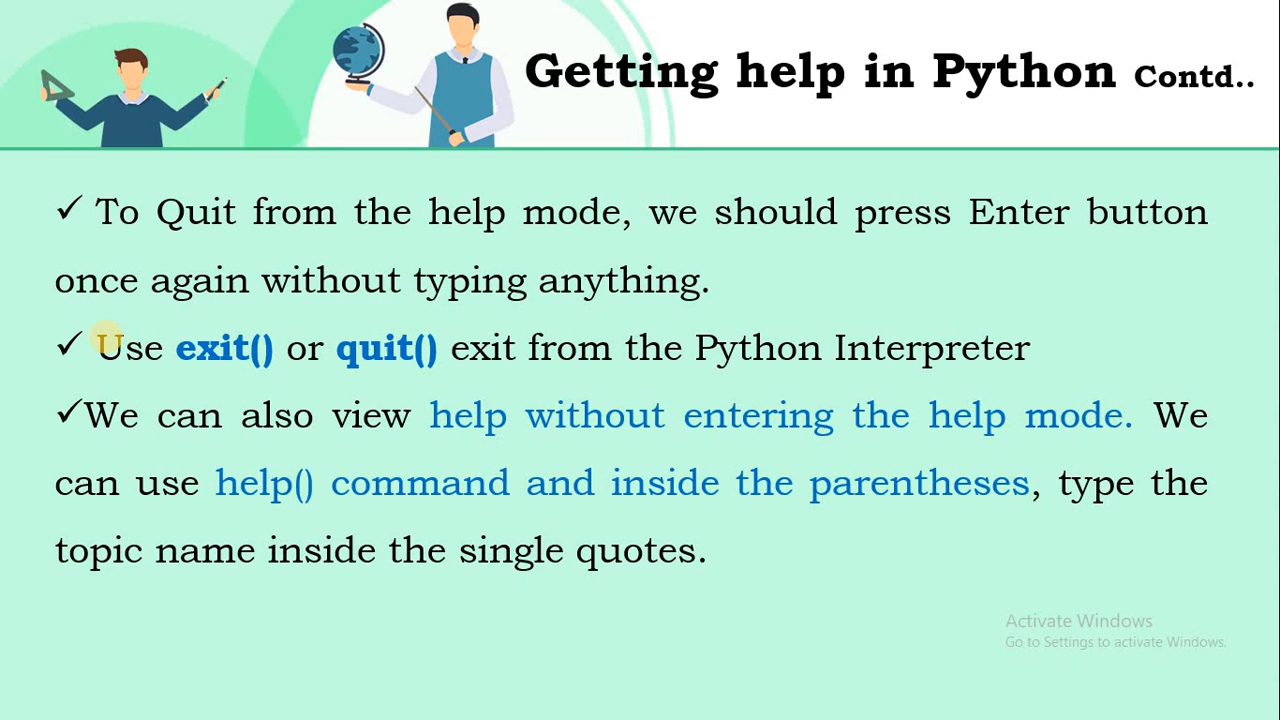 Getting help in Python Contd..
✓ To Quit from the help mode, we should press Enter button
once again without typing anything.
✓ Use exit() or quit() exit from the Python Interpreter
✓We can also view help without entering the help mode. We
can use help() command and inside the parentheses, type the
topic name inside the single quotes.
Activate Windows
Go to Settings to activate Windows.